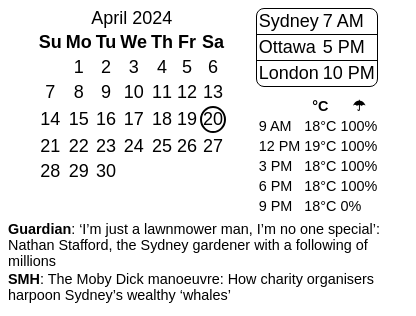 April 2024
Su Mo Tu We Th Fr Sa
1 2 3 4 5 6
7 8 9 10 11 12 13
14 15 16 17 18 19 20
21 22 23 24 25 26 27
28 29 30
Sydney 7 AM
Ottawa 5 PM
London 10 PM
°C ☂
9 AM 18°C 100%
12 PM 19°C 100%
3 PM 18°C 100%
6 PM 18°C 100%
9 PM 18°C 0%
Guardian: ‘I’m just a lawnmower man, I’m no one special’:
Nathan Stafford, the Sydney gardener with a following of
millions
SMH: The Moby Dick manoeuvre: How charity organisers
harpoon Sydney’s wealthy ‘whales’